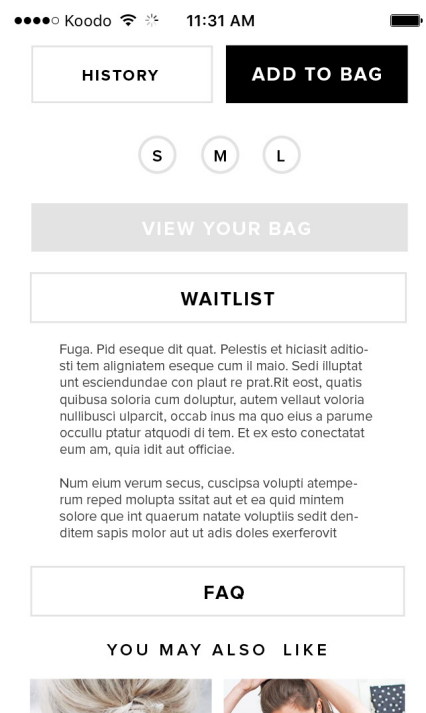 Koodo 11:31 AM
HISTORY ADD TO BAG
S M L
VIEW YOUR BAG
WAITLIST
Fuga. Pid eseque dit quat. Pelestis et hiciasit aditio-
sti tem aligniatem eseque cum il maio. Sedi illuptat
unt esciendundae con plaut re prat.Rit eost, quatis
quibusa soloria cum doluptur, autem vellaut voloria
nullibusci ulparcit, occab inus ma quo eius a parume
occullu ptatur atquodi di tem. Et ex esto conectatat
eum am, quia idit aut officiae.
Num eium verum secus, cuscipsa volupti atempe-
rum reped molupta ssitat aut et ea quid mintem
solore que int quaerum natate voluptiis sedit den-
ditem sapis molor aut ut adis doles exerferovit
FAQ
YOU MAY ALSO LIKE